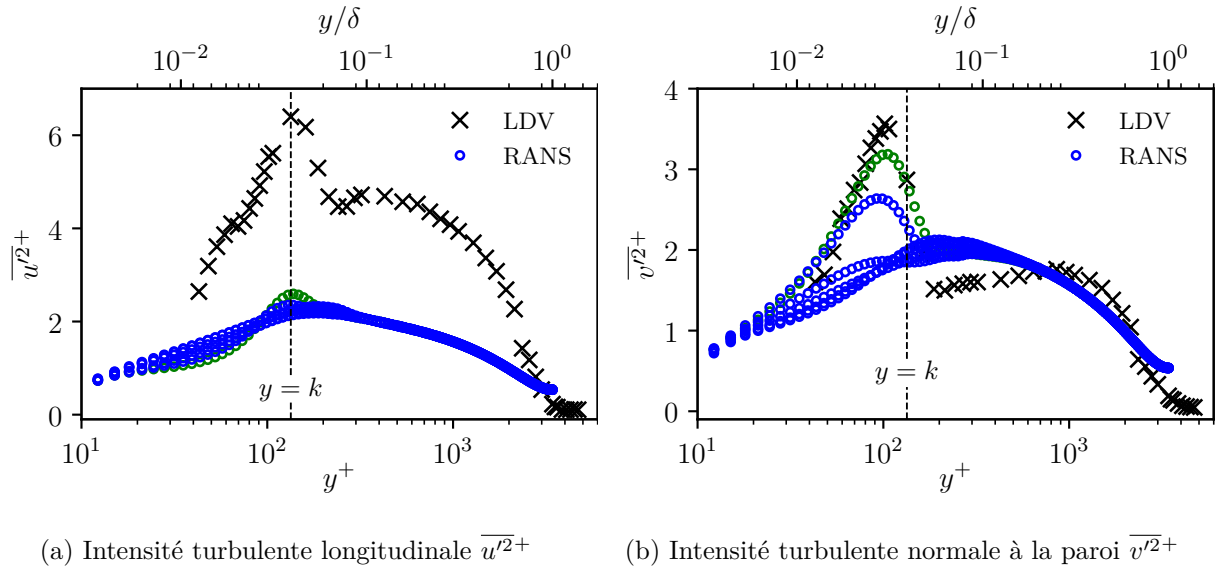 y/δ
10⁻² 10⁻¹ 10⁰
6
4
2
0
\overline{u'^2}^+
LDV
RANS
y = k
10¹ 10² 10³
y⁺
y/δ
10⁻² 10⁻¹ 10⁰
4
3
2
1
0
\overline{v'^2}^+
LDV
RANS
y = k
10¹ 10² 10³
y⁺
(a) Intensité turbulente longitudinale \overline{u'^2}^+
(b) Intensité turbulente normale à la paroi \overline{v'^2}^+